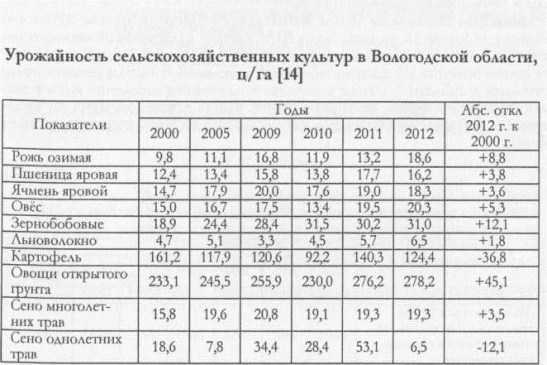 Урожайность сельскохозяйственных культур в Вологодской области,
ц/га [14]
Показатели Годы Абс. откл
2012 г. к
2000 г.
2000 2005 2009 2010 2011 2012
Рожь озимая 9,8 11,1 16,8 11,9 13,2 18,6 +8,8
Пшеница яровая 12,4 13,4 15,8 13,8 17,7 16,2 +3,8
Ячмень яровой 14,7 17,9 20,0 17,6 19,0 18,3 +3,6
Овёс 15,0 16,7 17,5 13,4 19,5 20,3 +5,3
Зернобобовые 18,9 24,4 28,4 31,5 30,2 31,0 +12,1
Льноволокно 4,7 5,1 3,3 4,5 5,7 6,5 +1,8
Картофель 161,2 117,9 120,6 92,2 140,3 124,4 -36,8
Овощи открытого
грунта 233,1 245,5 255,9 230,0 276,2 278,2 +45,1
Сено многолет-
них трав 15,8 19,6 20,8 19,1 19,3 19,3 +3,5
Сено однолетних
трав 18,6 7,8 34,4 28,4 53,1 6,5 -12,1